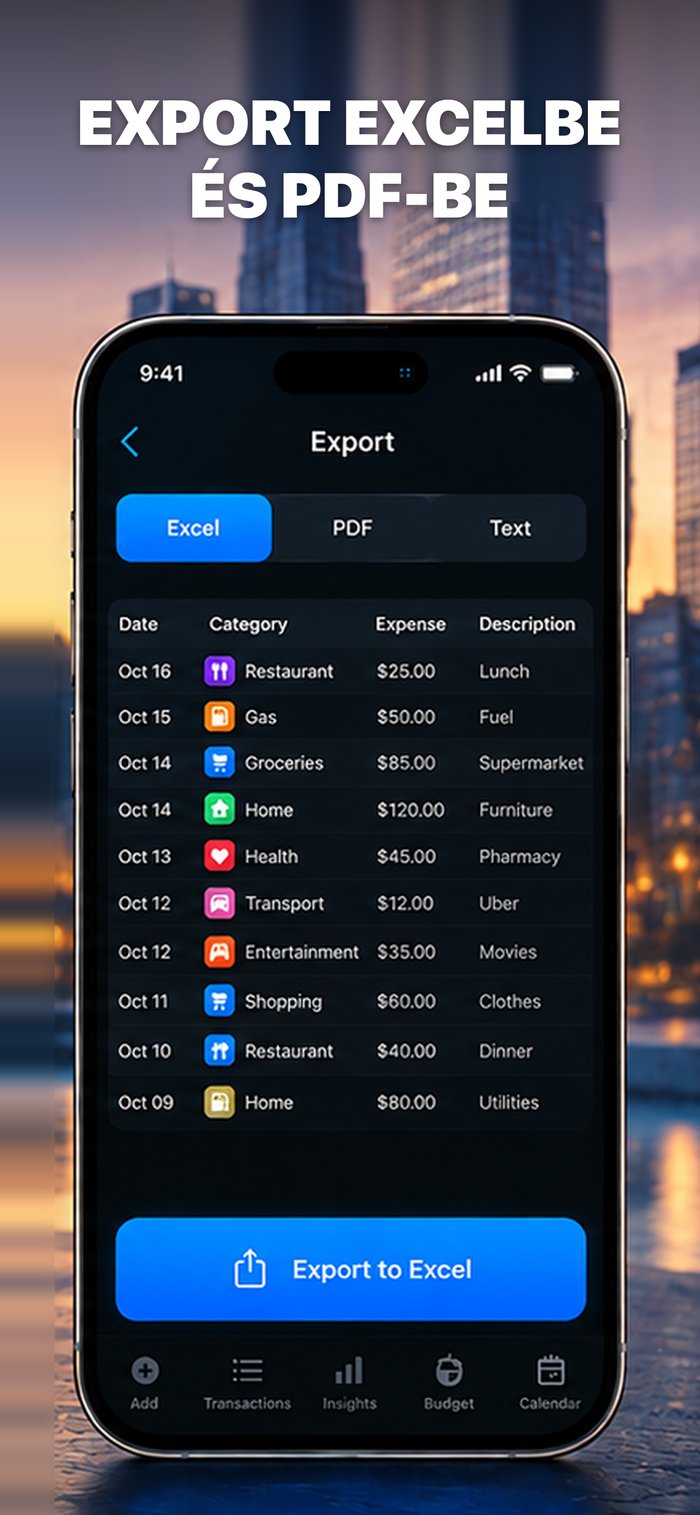 EXPORT EXCELBE
ÉS PDF-BE
9:41
Export
Excel PDF Text
Date Category Expense Description
Oct 16 Restaurant $25.00 Lunch
Oct 15 Gas $50.00 Fuel
Oct 14 Groceries $85.00 Supermarket
Oct 14 Home $120.00 Furniture
Oct 13 Health $45.00 Pharmacy
Oct 12 Transport $12.00 Uber
Oct 12 Entertainment $35.00 Movies
Oct 11 Shopping $60.00 Clothes
Oct 10 Restaurant $40.00 Dinner
Oct 09 Home $80.00 Utilities
Export to Excel
Add Transactions Insights Budget Calendar